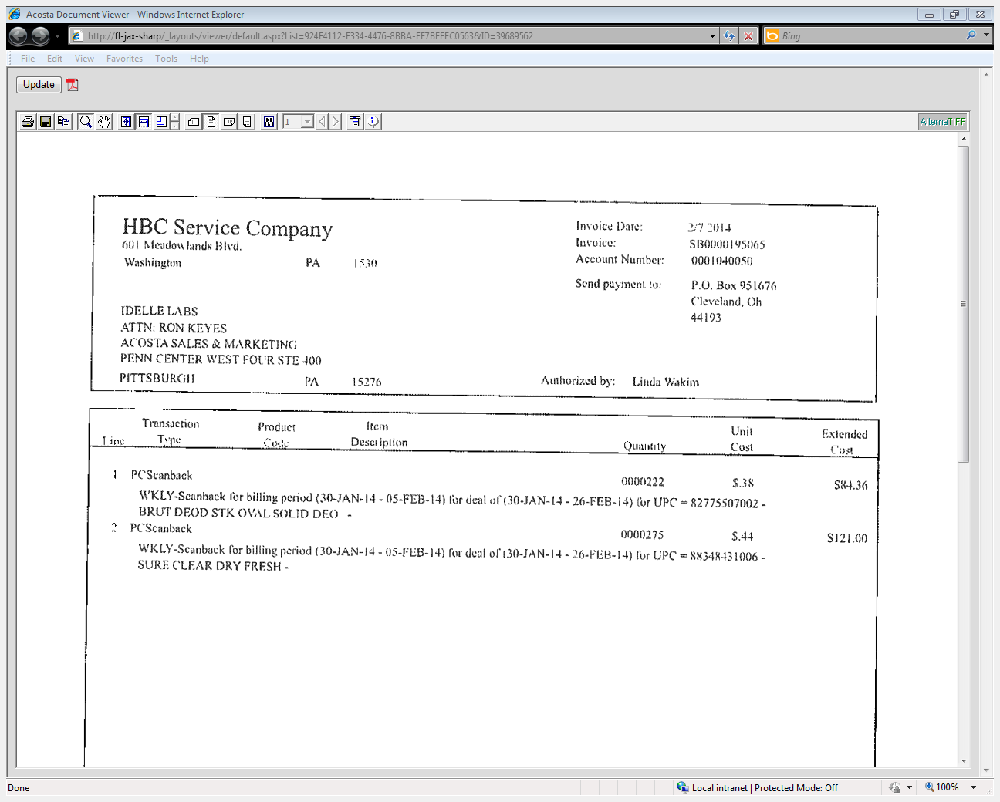 Acosta Document Viewer - Windows Internet Explorer
http://fl-jax-sharp/_layouts/viewer/default.aspx?List=924F4112-E334-4476-8BBA-EF7BFFFC0563&ID=39689562
Bing
File Edit View Favorites Tools Help
Update
1
AlternaTIFF
HBC Service Company
601 Meadowlands Blvd.
Washington PA 15301
Invoice Date: 2/7 2014
Invoice: SB0000195065
Account Number: 0001040050
Send payment to: P.O. Box 951676
Cleveland, Oh
44193
IDELLE LABS
ATTN: RON KEYES
ACOSTA SALES & MARKETING
PENN CENTER WEST FOUR STE 400
PITTSBURGH PA 15276
Authorized by: Linda Wakim
Transaction Product Item Unit Extended
Line Type Code Description Quantity Cost Cost
1 PCScanback 0000222 $.38 $84.36
WKLY-Scanback for billing period (30-JAN-14 - 05-FEB-14) for deal of (30-JAN-14 - 26-FEB-14) for UPC = 82775507002 -
BRUT DEOD STK OVAL SOLID DEO -
2 PCScanback 0000275 $.44 $121.00
WKLY-Scanback for billing period (30-JAN-14 - 05-FEB-14) for deal of (30-JAN-14 - 26-FEB-14) for UPC = 88348431006 -
SURE CLEAR DRY FRESH -
Done
Local intranet | Protected Mode: Off
100%